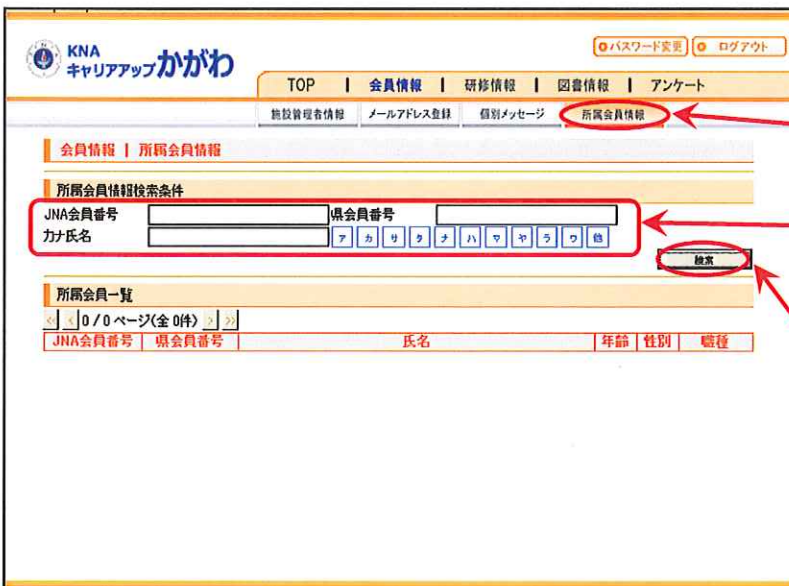 KNA
キャリアアップかがわ
パスワード変更 ログアウト
TOP | 会員情報 | 研修情報 | 図書情報 | アンケート
施設管理者情報 メールアドレス登録 個別メッセージ 所属会員情報
会員情報 | 所属会員情報
所属会員情報検索条件
JNA会員番号 県会員番号
カナ氏名 ア カ サ タ ナ ハ マ ヤ ラ ワ 他
検索
所属会員一覧
<< < 0 / 0 ページ(全 0件) > >>
JNA会員番号 県会員番号 氏名 年齢 性別 職種